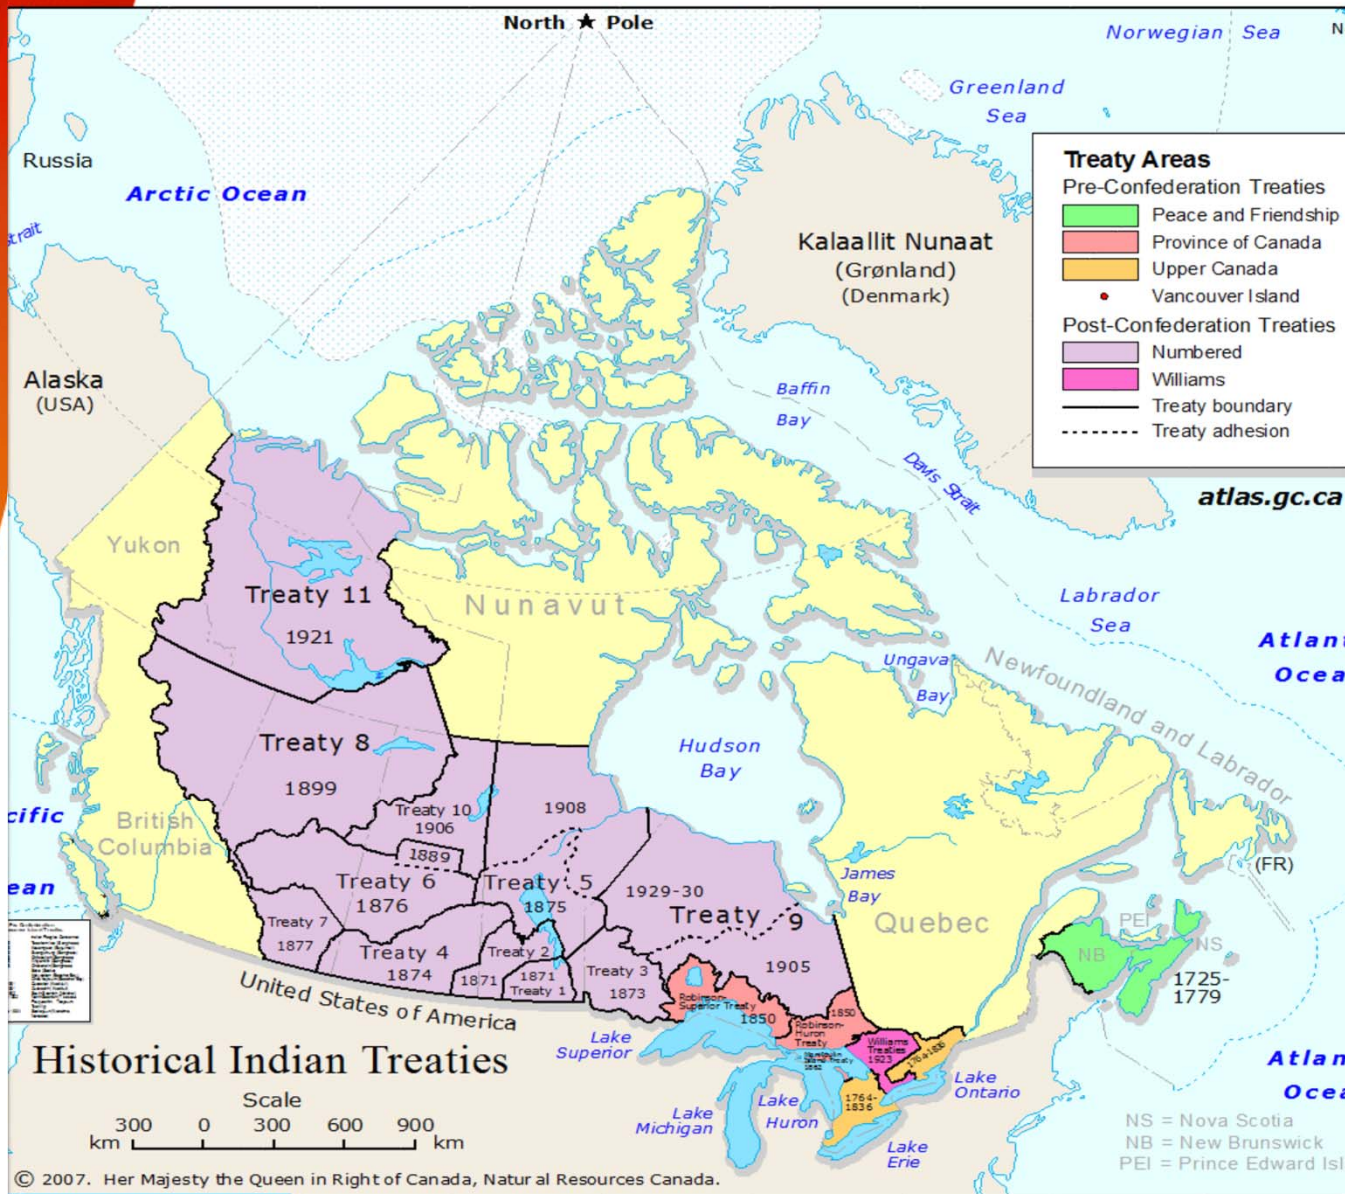 North ★ Pole
Norwegian Sea
N
Greenland
Sea
Russia
Arctic Ocean
Strait
Kalaallit Nunaat
(Grønland)
(Denmark)
Treaty Areas
Pre-Confederation Treaties
Peace and Friendship
Province of Canada
Upper Canada
Vancouver Island
Post-Confederation Treaties
Numbered
Williams
Treaty boundary
Treaty adhesion
atlas.gc.ca
Alaska
(USA)
Baffin
Bay
Davis Strait
Labrador
Sea
Atlant
Ocea
Yukon
Treaty 11
1921
Nunavut
Ungava
Bay
Newfoundland and Labrador
Treaty 8
1899
Hudson
Bay
cific
ean
British
Columbia
Treaty 10
1906
1908
1889
Treaty 6
1876
Treaty 5
1875
1929-30
Treaty 9
1905
James
Bay
Quebec
(FR)
PEI
NS
NB
1725-
1779
Treaty 7
1877
Treaty 4
1874
Treaty 2
1871
1871
Treaty 1
Treaty 3
1873
Robinson-
Superior Treaty
1850
1850
Robinson-
Huron
Treaty
Williams
Treaties
1923
1764-1836
1764-
1836
United States of America
Lake
Superior
Lake
Michigan
Lake
Huron
Lake
Ontario
Lake
Erie
Atlan
Ocea
Historical Indian Treaties
Scale
km 300 0 300 600 900 km
NS = Nova Scotia
NB = New Brunswick
PEI = Prince Edward Isl
© 2007. Her Majesty the Queen in Right of Canada, Natural Resources Canada.